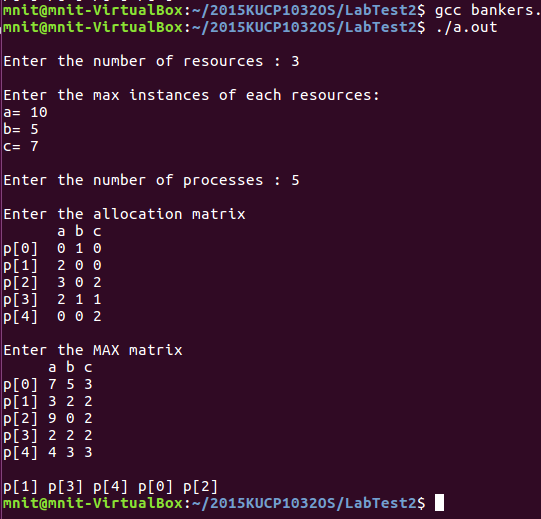 mnit@mnit-VirtualBox:~/2015KUCP1032OS/LabTest2$ gcc bankers.
mnit@mnit-VirtualBox:~/2015KUCP1032OS/LabTest2$ ./a.out
Enter the number of resources : 3
Enter the max instances of each resources:
a= 10
b= 5
c= 7
Enter the number of processes : 5
Enter the allocation matrix
a b c
p[0] 0 1 0
p[1] 2 0 0
p[2] 3 0 2
p[3] 2 1 1
p[4] 0 0 2
Enter the MAX matrix
a b c
p[0] 7 5 3
p[1] 3 2 2
p[2] 9 0 2
p[3] 2 2 2
p[4] 4 3 3
p[1] p[3] p[4] p[0] p[2]
mnit@mnit-VirtualBox:~/2015KUCP1032OS/LabTest2$